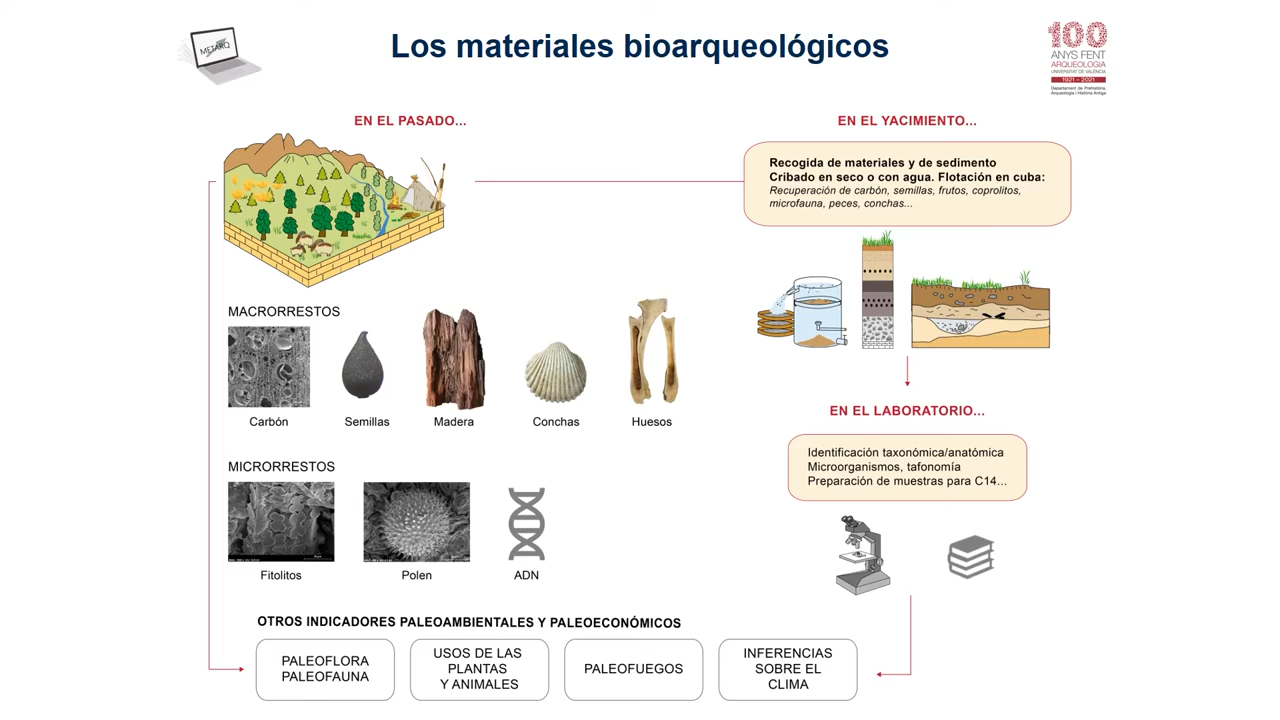 METARQ
Los materiales bioarqueológicos
100
ANYS FENT
ARQUEOLOGIA
UNIVERSITAT DE VALÈNCIA
1921 – 2021
Departament de Prehistòria,
Arqueologia i Història Antiga
EN EL PASADO...
EN EL YACIMIENTO...
Recogida de materiales y de sedimento
Cribado en seco o con agua. Flotación en cuba:
Recuperación de carbón, semillas, frutos, coprolitos,
microfauna, peces, conchas...
MACRORRESTOS
Carbón
Semillas
Madera
Conchas
Huesos
EN EL LABORATORIO...
Identificación taxonómica/anatómica
Microorganismos, tafonomía
Preparación de muestras para C14...
MICRORRESTOS
Fitolitos
Polen
ADN
OTROS INDICADORES PALEOAMBIENTALES Y PALEOECONÓMICOS
PALEOFLORA
PALEOFAUNA
USOS DE LAS
PLANTAS
Y ANIMALES
PALEOFUEGOS
INFERENCIAS
SOBRE EL
CLIMA